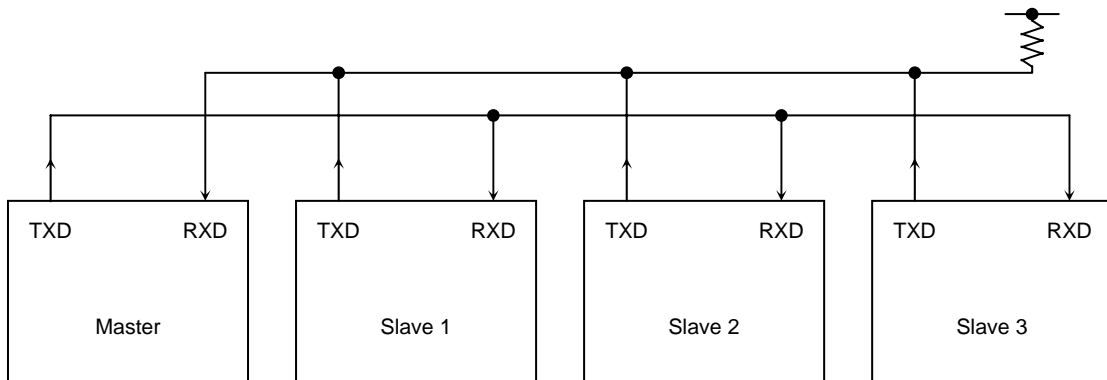 TXD RXD TXD RXD TXD RXD TXD RXD
Master Slave 1 Slave 2 Slave 3